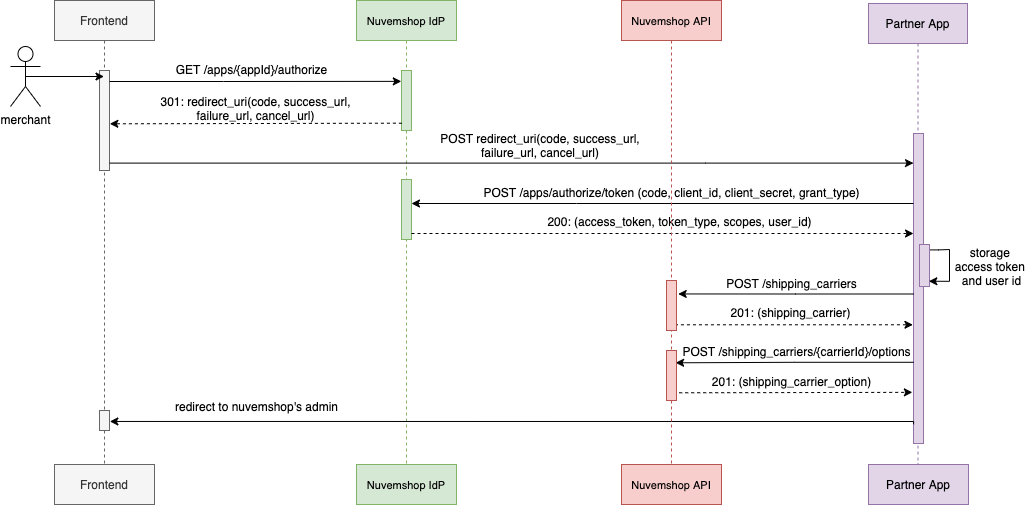 Frontend
Nuvemshop IdP
Nuvemshop API
Partner App
merchant
GET /apps/{appId}/authorize
301: redirect_uri(code, success_url,
failure_url, cancel_url)
POST redirect_uri(code, success_url,
failure_url, cancel_url)
POST /apps/authorize/token (code, client_id, client_secret, grant_type)
200: (access_token, token_type, scopes, user_id)
storage
access token
and user id
POST /shipping_carriers
201: (shipping_carrier)
POST /shipping_carriers/{carrierId}/options
201: (shipping_carrier_option)
redirect to nuvemshop's admin
Frontend
Nuvemshop IdP
Nuvemshop API
Partner App